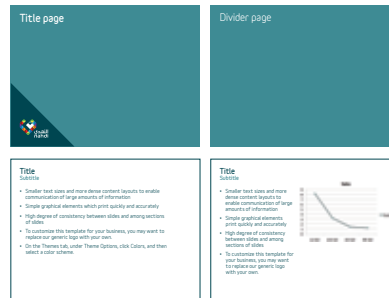 Title page
Divider page
Nahdi
Title
Subtitle
• Smaller text sizes and more dense content layouts to enable
communication of large amounts of information
• Simple graphical elements which print quickly and accurately
• High degree of consistency between slides and among sections
of slides
• To customize this template for your business, you may want to
replace our generic logo with your own.
• On the Themes tab, under Theme Options, click Colors, and then
select a color scheme
Title
Subtitle
• Smaller text sizes and more
dense content layouts to
enable communication of large
amounts of information
• Simple graphical elements
print quickly and accurately
• High degree of consistency
between slides and among
sections of slides
• To customize this template for
your business, you may want
to replace our generic logo
with your own.